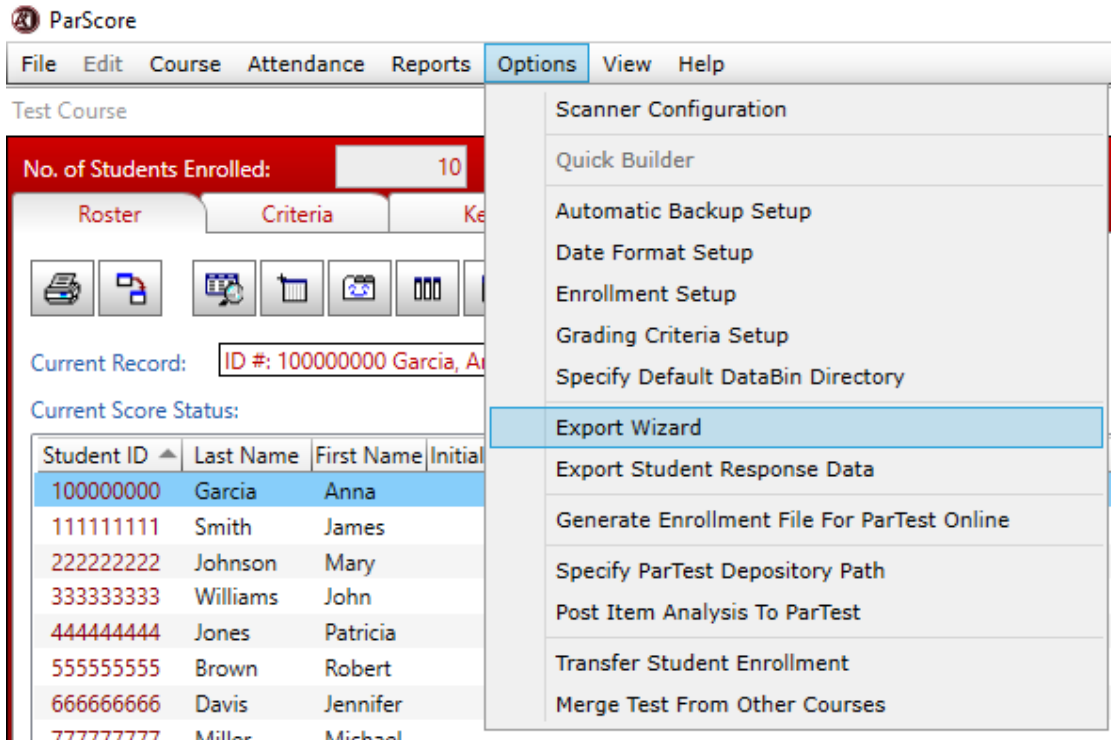 ParScore
File Edit Course Attendance Reports Options View Help
Test Course
No. of Students Enrolled: 10
Roster Criteria Ke
Current Record: ID #: 100000000 Garcia, A
Current Score Status:
Student ID Last Name First Name Initial
100000000 Garcia Anna
111111111 Smith James
222222222 Johnson Mary
333333333 Williams John
444444444 Jones Patricia
555555555 Brown Robert
666666666 Davis Jennifer
777777777 Miller Michael
Scanner Configuration
Quick Builder
Automatic Backup Setup
Date Format Setup
Enrollment Setup
Grading Criteria Setup
Specify Default DataBin Directory
Export Wizard
Export Student Response Data
Generate Enrollment File For ParTest Online
Specify ParTest Depository Path
Post Item Analysis To ParTest
Transfer Student Enrollment
Merge Test From Other Courses